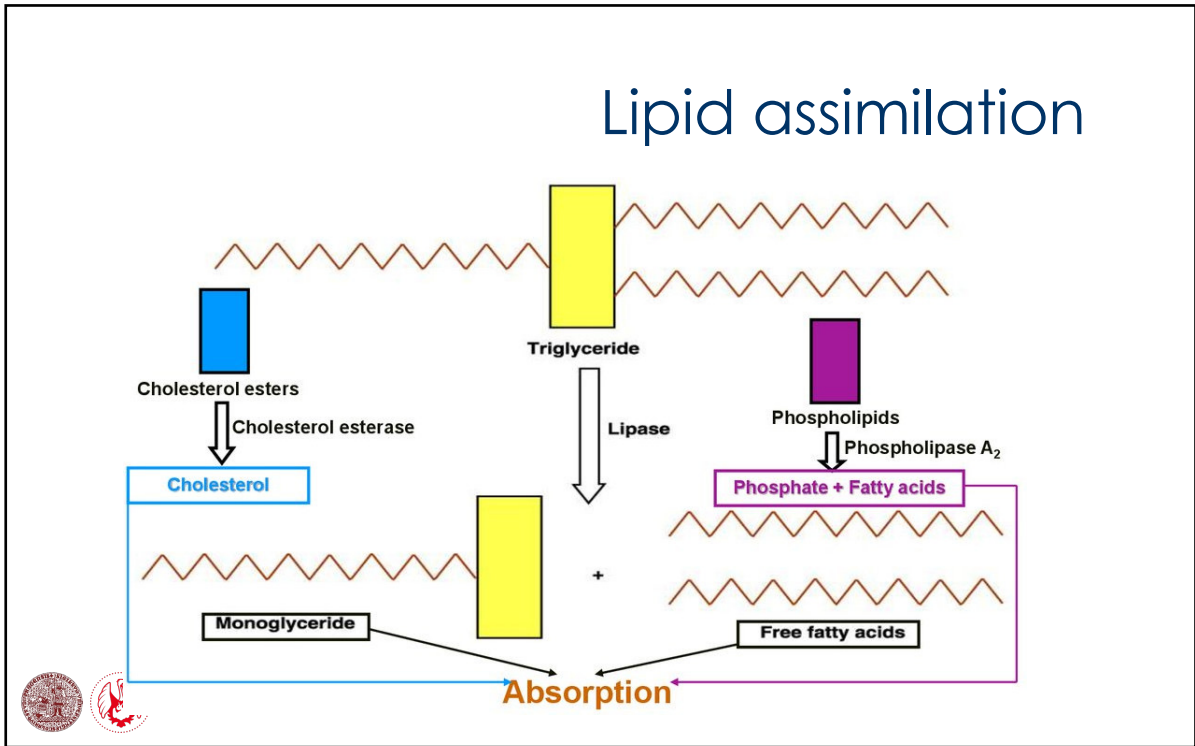 Lipid assimilation
Triglyceride
Cholesterol esters
Cholesterol esterase
Lipase
Phospholipids
Phospholipase A₂
Cholesterol
Phosphate + Fatty acids
+
Monoglyceride
Free fatty acids
Absorption